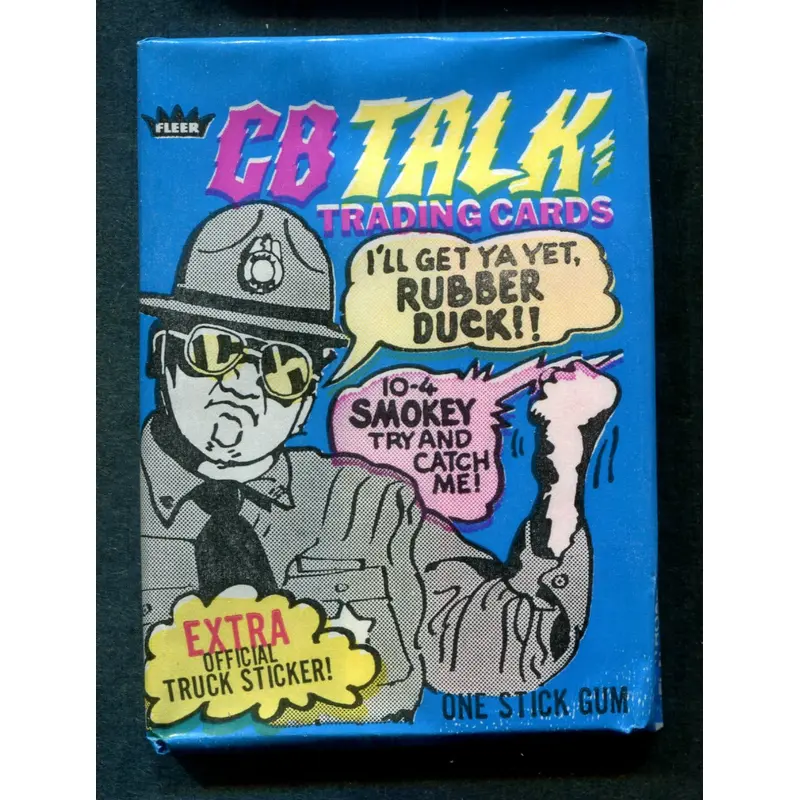 FLEER
CB TALK
TRADING CARDS
I'LL GET YA YET,
RUBBER
DUCK!!
10-4
SMOKEY
TRY AND
CATCH
ME!
EXTRA
OFFICIAL
TRUCK STICKER!
ONE STICK GUM